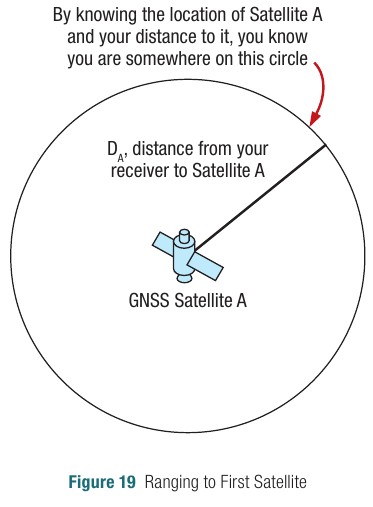 By knowing the location of Satellite A
and your distance to it, you know
you are somewhere on this circle
D_A, distance from your
receiver to Satellite A
GNSS Satellite A
Figure 19 Ranging to First Satellite